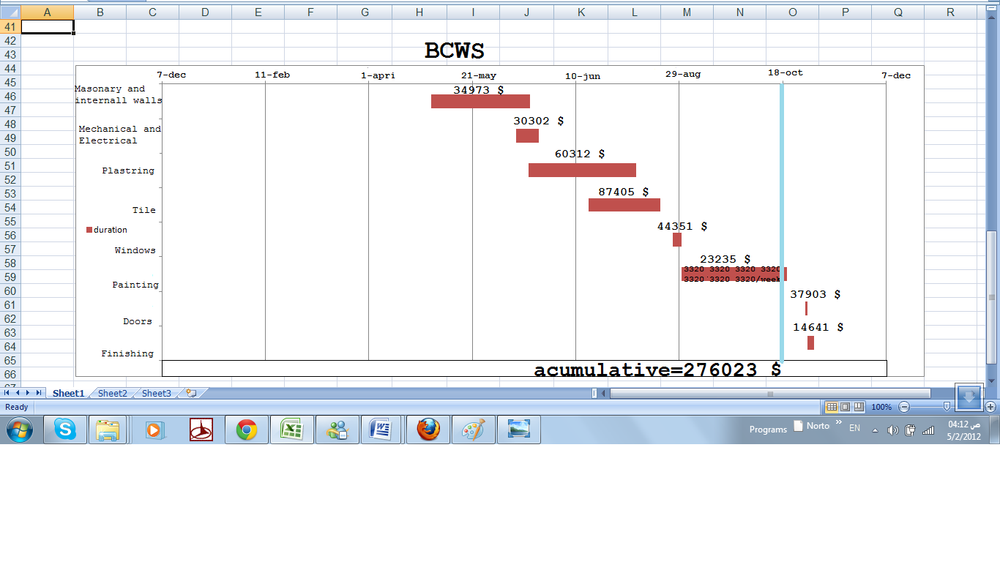 A B C D E F G H I J K L M N O P Q R
41
42
43
BCWS
44
7-dec 11-feb 1-apri 21-may 10-jun 29-aug 18-oct 7-dec
45
Masonary and
internall walls
34973 $
46
47
48
Mechanical and
Electrical
30302 $
49
50
60312 $
51
Plastring
52
53
87405 $
54
Tile
55
44351 $
duration
56
57
Windows
58
23235 $
3320 3320 3320 3320
3320 3320 3320/week
59
Painting
60
37903 $
61
62
Doors
63
14641 $
64
Finishing
65
acumulative=276023 $
66
67
Sheet1 Sheet2 Sheet3
Ready 100%
W
Programs Norto » EN
04:12 ص
5/2/2012